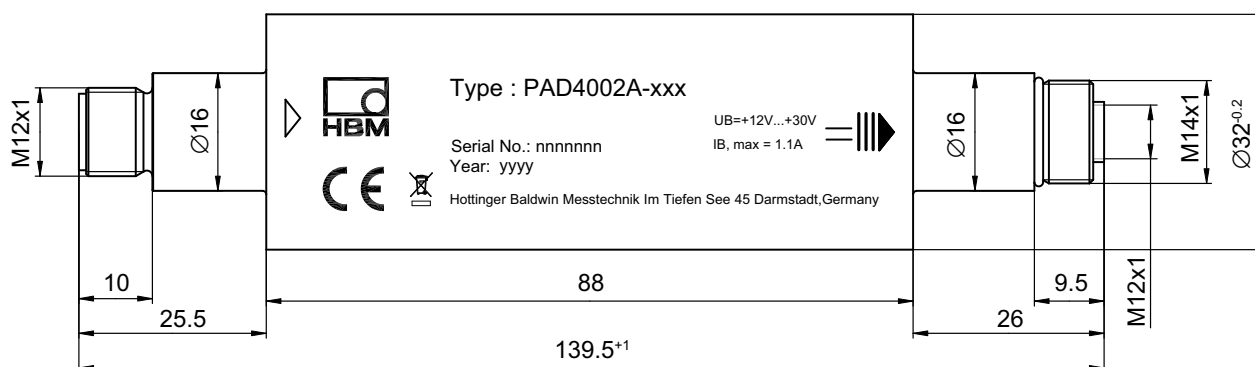 Type : PAD4002A-xxx
HBM
UB=+12V...+30V
IB, max = 1.1A
Serial No.: nnnnnnn
Year: yyyy
CE
Hottinger Baldwin Messtechnik Im Tiefen See 45 Darmstadt,Germany
M12x1
Ø16
Ø16
M14x1
Ø32-0.2
M12x1
10
88
9.5
25.5
26
139.5+1